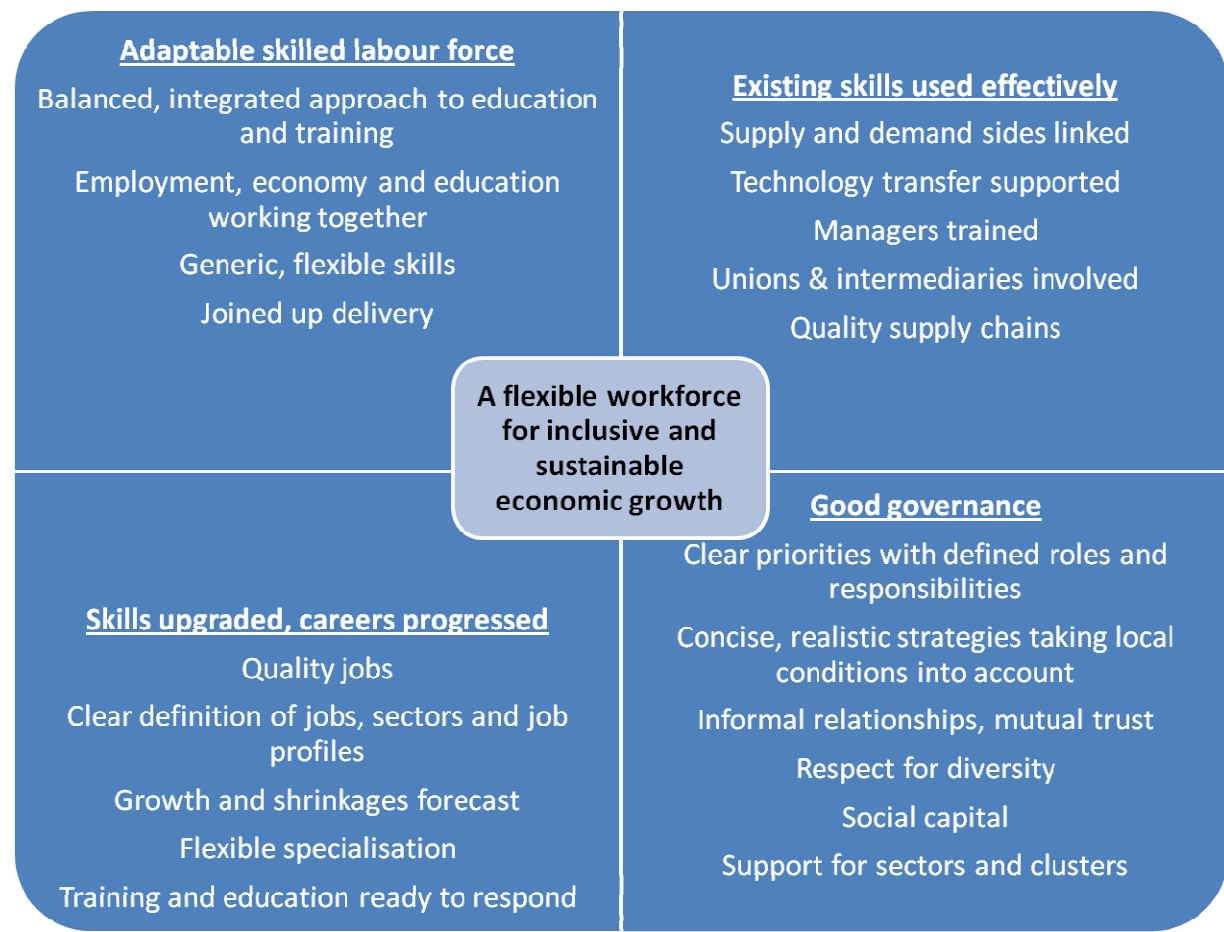 Adaptable skilled labour force
Balanced, integrated approach to education
and training
Employment, economy and education
working together
Generic, flexible skills
Joined up delivery
Existing skills used effectively
Supply and demand sides linked
Technology transfer supported
Managers trained
Unions & intermediaries involved
Quality supply chains
A flexible workforce
for inclusive and
sustainable
economic growth
Skills upgraded, careers progressed
Quality jobs
Clear definition of jobs, sectors and job
profiles
Growth and shrinkages forecast
Flexible specialisation
Training and education ready to respond
Good governance
Clear priorities with defined roles and
responsibilities
Concise, realistic strategies taking local
conditions into account
Informal relationships, mutual trust
Respect for diversity
Social capital
Support for sectors and clusters